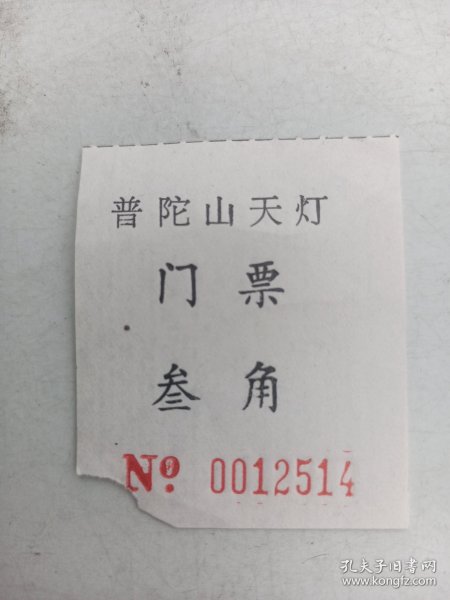 普陀山天灯
门票
叁角
Nº 0012514
孔夫子旧书网
www.kongfz.com